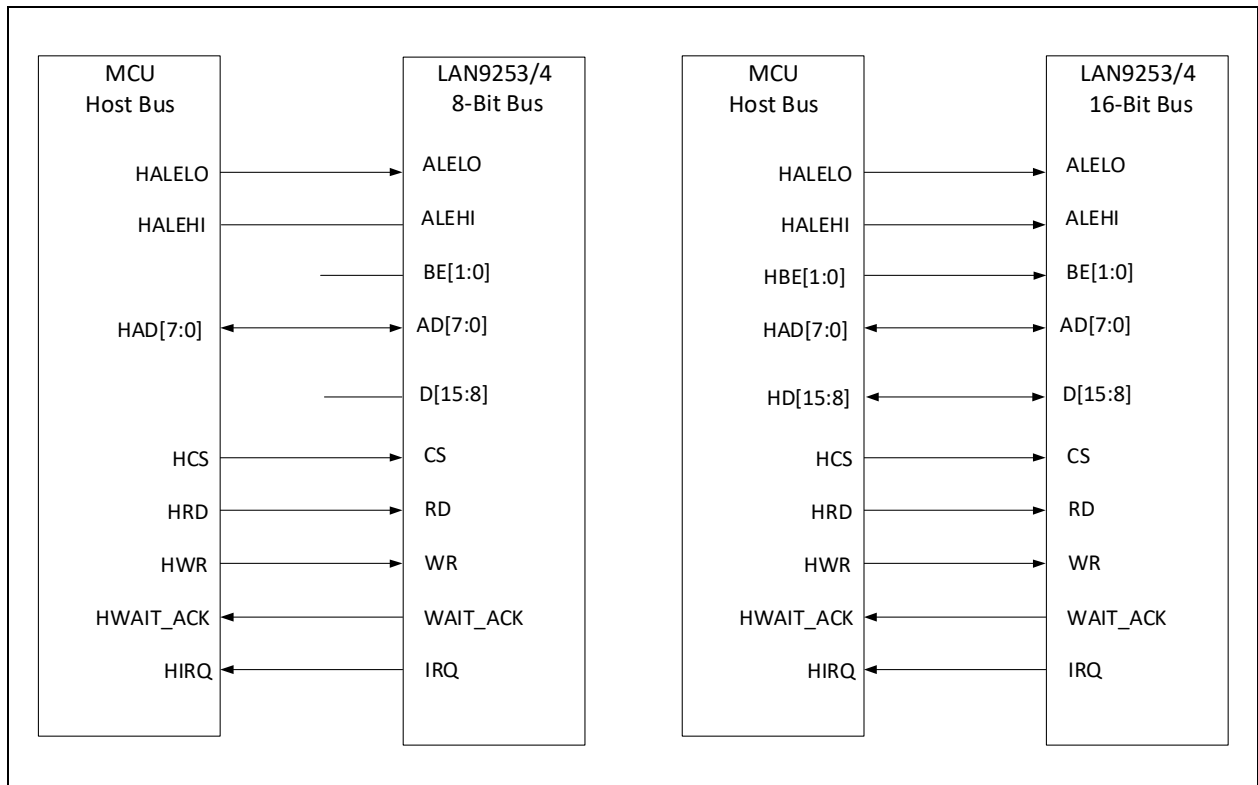 MCU
Host Bus
HALELO
HALEHI
HAD[7:0]
HCS
HRD
HWR
HWAIT_ACK
HIRQ
LAN9253/4
8-Bit Bus
ALELO
ALEHI
BE[1:0]
AD[7:0]
D[15:8]
CS
RD
WR
WAIT_ACK
IRQ
MCU
Host Bus
HALELO
HALEHI
HBE[1:0]
HAD[7:0]
HD[15:8]
HCS
HRD
HWR
HWAIT_ACK
HIRQ
LAN9253/4
16-Bit Bus
ALELO
ALEHI
BE[1:0]
AD[7:0]
D[15:8]
CS
RD
WR
WAIT_ACK
IRQ